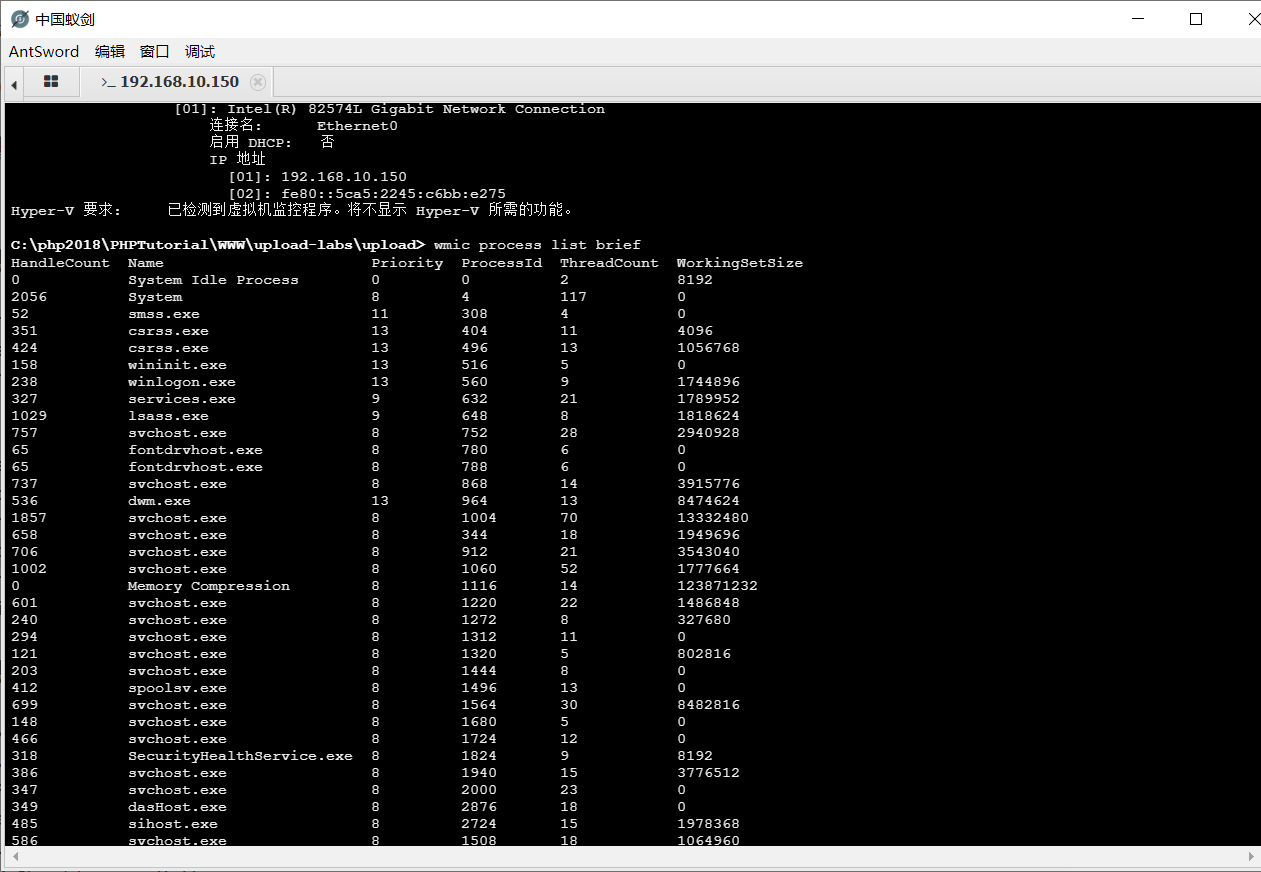 中国蚁剑
AntSword 编辑 窗口 调试
>_ 192.168.10.150
[01]: Intel(R) 82574L Gigabit Network Connection
连接名: Ethernet0
启用 DHCP: 否
IP 地址
[01]: 192.168.10.150
[02]: fe80::5ca5:2245:c6bb:e275
Hyper-V 要求: 已检测到虚拟机监控程序。将不显示 Hyper-V 所需的功能。
C:\php2018\PHPTutorial\WWW\upload-labs\upload> wmic process list brief
HandleCount Name Priority ProcessId ThreadCount WorkingSetSize
0 System Idle Process 0 0 2 8192
2056 System 8 4 117 0
52 smss.exe 11 308 4 0
351 csrss.exe 13 404 11 4096
424 csrss.exe 13 496 13 1056768
158 wininit.exe 13 516 5 0
238 winlogon.exe 13 560 9 1744896
327 services.exe 9 632 21 1789952
1029 lsass.exe 9 648 8 1818624
757 svchost.exe 8 752 28 2940928
65 fontdrvhost.exe 8 780 6 0
65 fontdrvhost.exe 8 788 6 0
737 svchost.exe 8 868 14 3915776
536 dwm.exe 13 964 13 8474624
1857 svchost.exe 8 1004 70 13332480
658 svchost.exe 8 344 18 1949696
706 svchost.exe 8 912 21 3543040
1002 svchost.exe 8 1060 52 1777664
0 Memory Compression 8 1116 14 123871232
601 svchost.exe 8 1220 22 1486848
240 svchost.exe 8 1272 8 327680
294 svchost.exe 8 1312 11 0
121 svchost.exe 8 1320 5 802816
203 svchost.exe 8 1444 8 0
412 spoolsv.exe 8 1496 13 0
699 svchost.exe 8 1564 30 8482816
148 svchost.exe 8 1680 5 0
466 svchost.exe 8 1724 12 0
318 SecurityHealthService.exe 8 1824 9 8192
386 svchost.exe 8 1940 15 3776512
347 svchost.exe 8 2000 23 0
349 dasHost.exe 8 2876 18 0
485 sihost.exe 8 2724 15 1978368
586 svchost.exe 8 1508 18 1064960